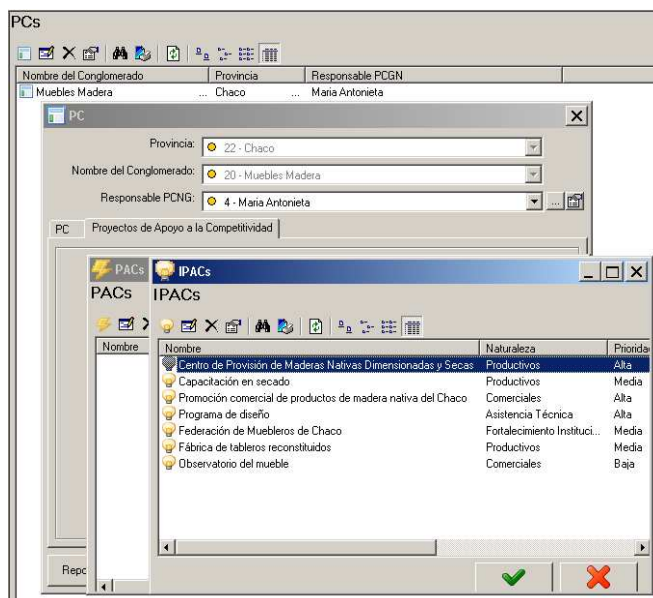 PCs
Nombre del Conglomerado Provincia Responsable PCGN
Muebles Madera ... Chaco ... Maria Antonieta
PC
Provincia: 22 - Chaco
Nombre del Conglomerado: 20 - Muebles Madera
Responsable PCNG: 4 - Maria Antonieta ...
PC Proyectos de Apoyo a la Competitividad
PACs IPACs
PACs IPACs
Nombre Nombre Naturaleza Priorida
Centro de Provisión de Maderas Nativas Dimensionadas y Secas Productivos Alta
Capacitación en secado Productivos Media
Promoción comercial de productos de madera nativa del Chaco Comerciales Alta
Programa de diseño Asistencia Técnica Alta
Federación de Muebleros de Chaco Fortalecimiento Instituci... Media
Fábrica de tableros reconstituidos Productivos Media
Observatorio del mueble Comerciales Baja
Repo